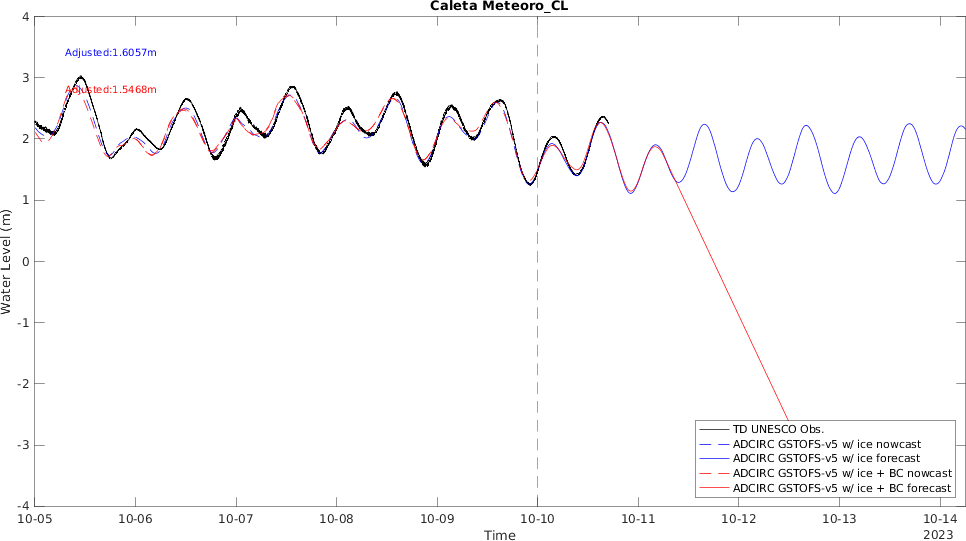 Caleta Meteoro_CL
4
3
2
1
0
-1
-2
-3
-4
Water Level (m)
Adjusted:1.6057m
Adjusted:1.5468m
TD UNESCO Obs.
ADCIRC GSTOFS-v5 w/ ice nowcast
ADCIRC GSTOFS-v5 w/ ice forecast
ADCIRC GSTOFS-v5 w/ ice + BC nowcast
ADCIRC GSTOFS-v5 w/ ice + BC forecast
10-05 10-06 10-07 10-08 10-09 10-10 10-11 10-12 10-13 10-14
2023
Time